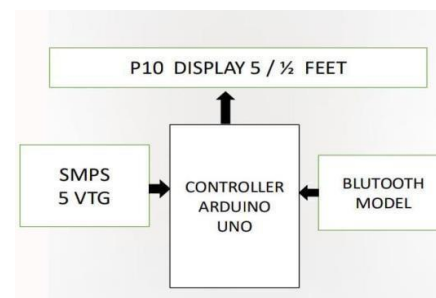 P10 DISPLAY 5 / ½ FEET
SMPS
5 VTG
CONTROLLER
ARDUINO
UNO
BLUTOOTH
MODEL